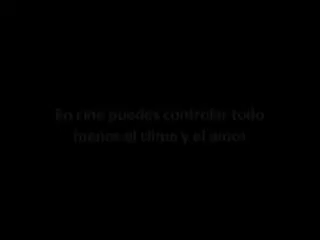 En cine puedes controlar todo
menos el clima y el amor